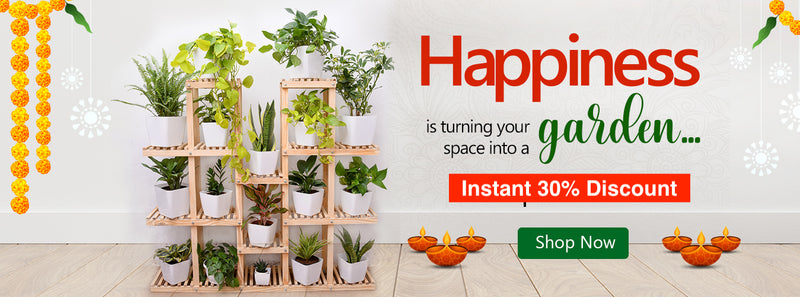 Happiness
is turning your
space into a
garden...
Instant 30% Discount
Shop Now